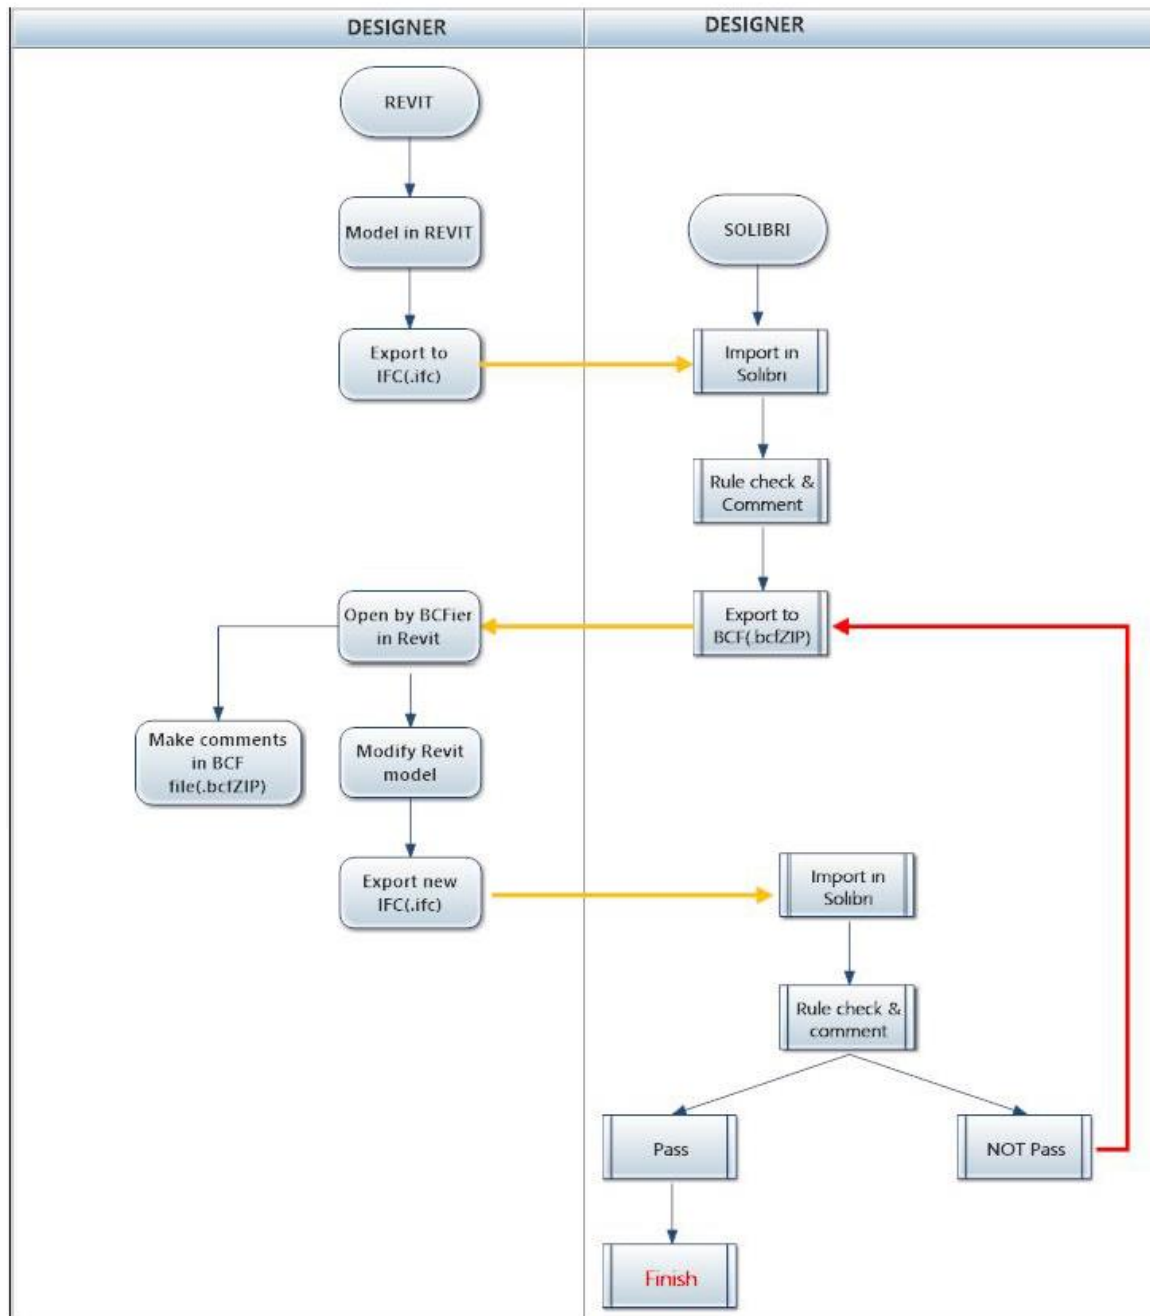 DESIGNER
DESIGNER
REVIT
Model in REVIT
SOLIBRI
Export to
IFC(.ifc)
Import in
Solibri
Rule check &
Comment
Open by BCFier
in Revit
Export to
BCF(.bcfZIP)
Make comments
in BCF
file(.bcfZIP)
Modify Revit
model
Export new
IFC(.ifc)
Import in
Solibri
Rule check &
comment
Pass
NOT Pass
Finish